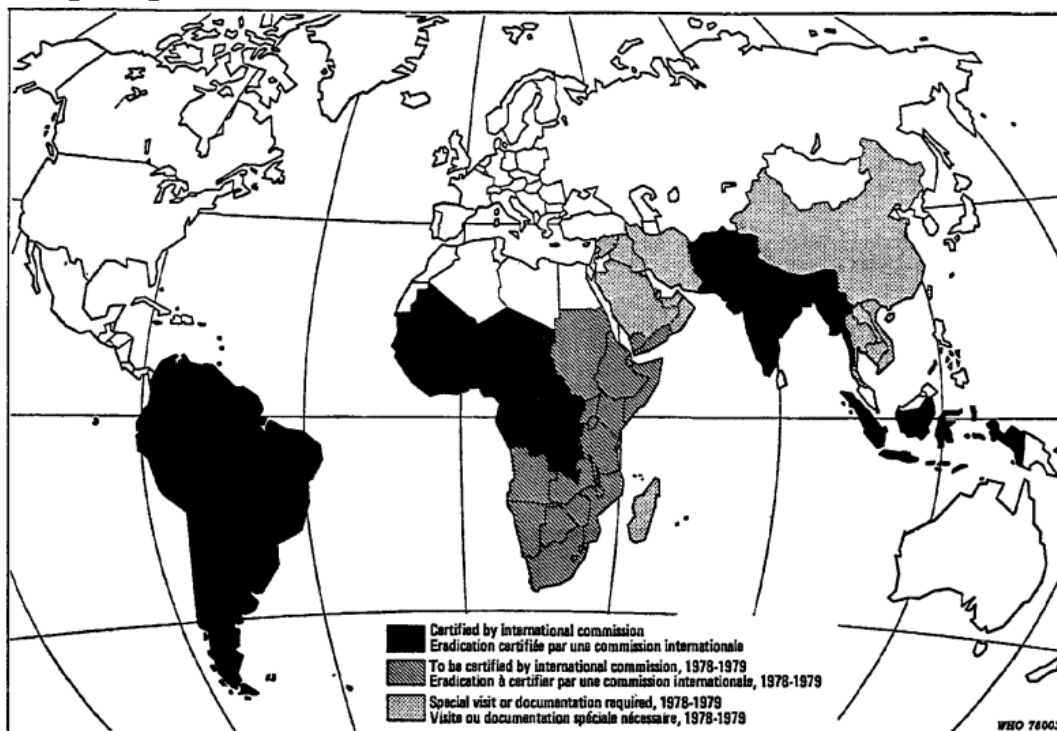 Certified by international commission
Eradication certifiée par une commission internationale
To be certified by international commission, 1978-1979
Eradication à certifier par une commission internationale, 1978-1979
Special visit or documentation required, 1978-1979
Visite ou documentation spéciale nécessaire, 1978-1979
WHO